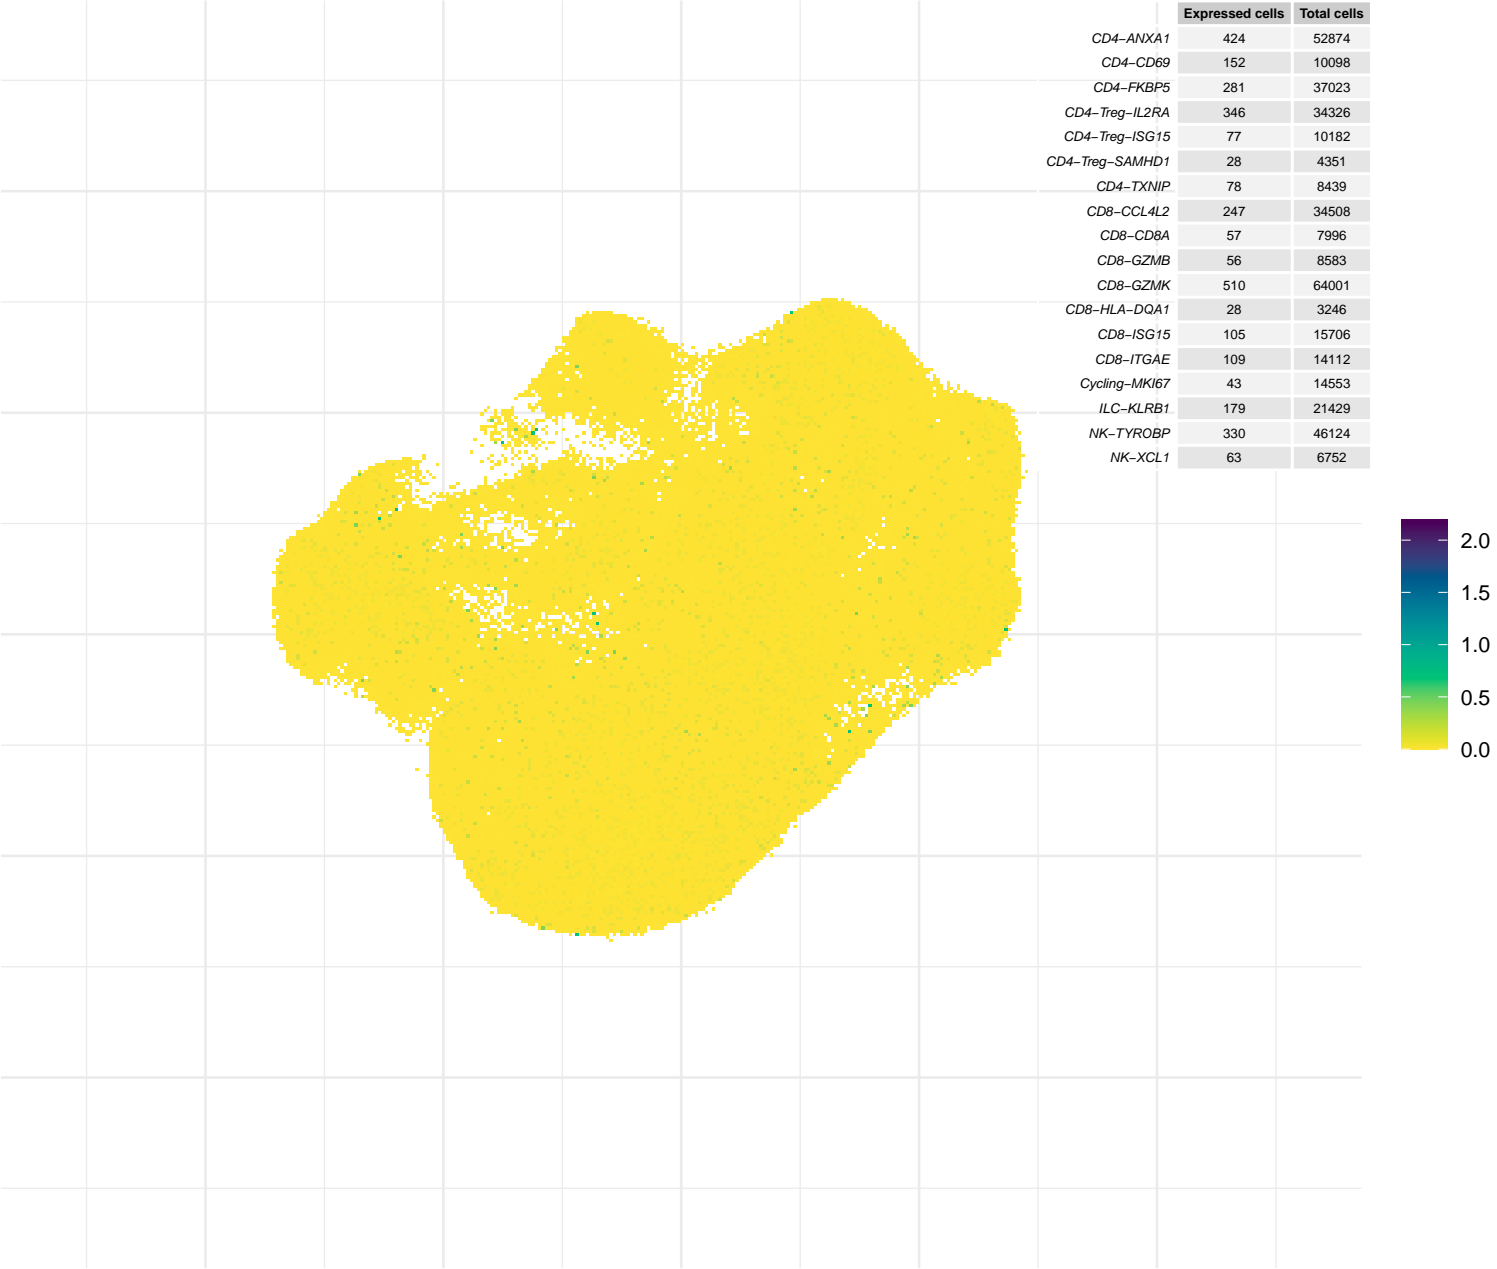 Expressed cells Total cells
CD4−ANXA1 424 52874
CD4−CD69 152 10098
CD4−FKBP5 281 37023
CD4−Treg−IL2RA 346 34326
CD4−Treg−ISG15 77 10182
CD4−Treg−SAMHD1 28 4351
CD4−TXNIP 78 8439
CD8−CCL4L2 247 34508
CD8−CD8A 57 7996
CD8−GZMB 56 8583
CD8−GZMK 510 64001
CD8−HLA−DQA1 28 3246
CD8−ISG15 105 15706
CD8−ITGAE 109 14112
Cycling−MKI67 43 14553
ILC−KLRB1 179 21429
NK−TYROBP 330 46124
NK−XCL1 63 6752
2.0
1.5
1.0
0.5
0.0